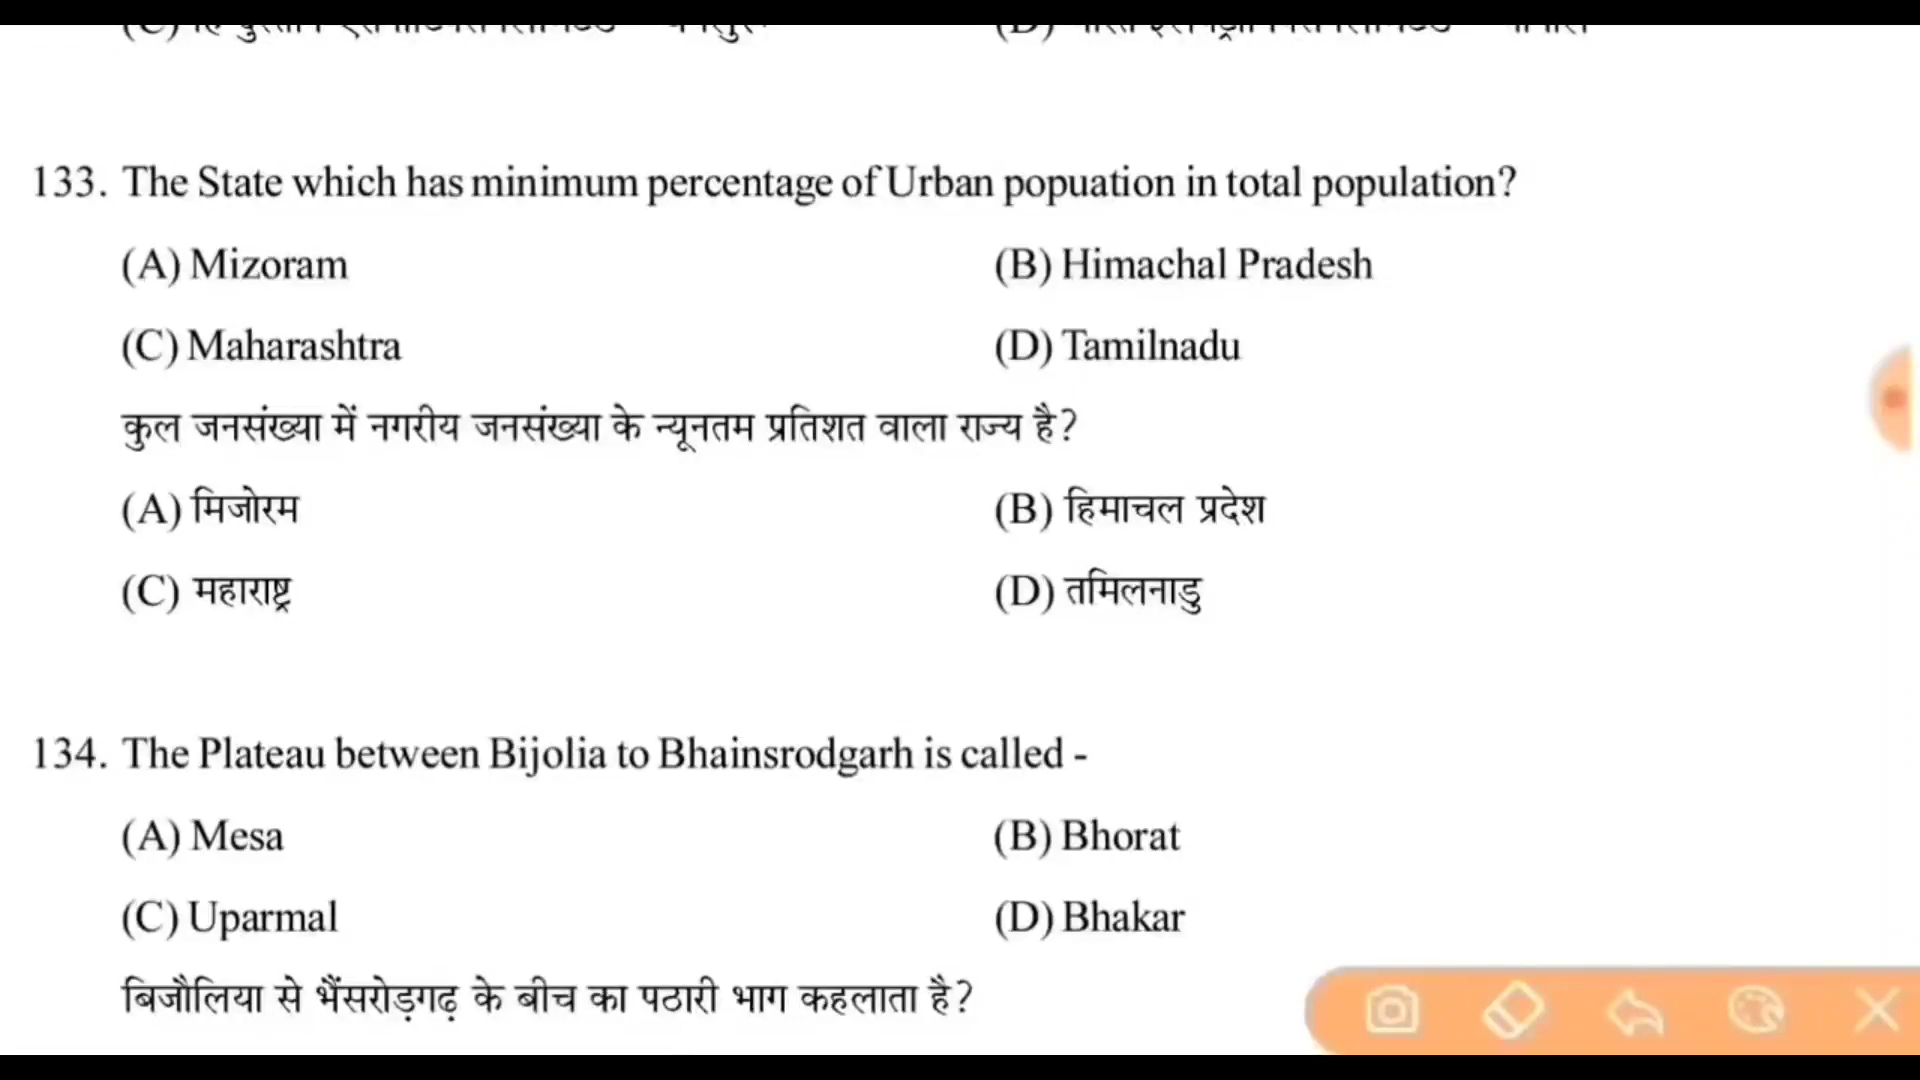 133. The State which has minimum percentage of Urban popuation in total population?
(A) Mizoram (B) Himachal Pradesh
(C) Maharashtra (D) Tamilnadu
कुल जनसंख्या में नगरीय जनसंख्या के न्यूनतम प्रतिशत वाला राज्य है?
(A) मिजोरम (B) हिमाचल प्रदेश
(C) महाराष्ट्र (D) तमिलनाडु
134. The Plateau between Bijolia to Bhainsrodgarh is called -
(A) Mesa (B) Bhorat
(C) Uparmal (D) Bhakar
बिजौलिया से भैंसरोड़गढ़ के बीच का पठारी भाग कहलाता है?